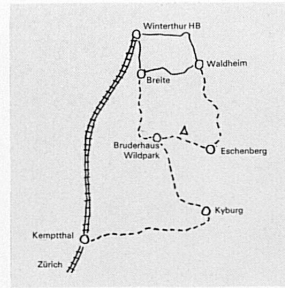 Winterthur HB
Waldheim
Breite
Bruderhaus
Wildpark
Eschenberg
Kyburg
Kemptthal
Zürich